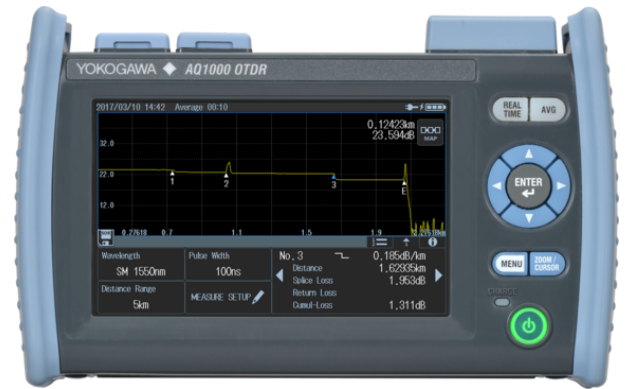 YOKOGAWA ◆ AQ1000 OTDR
2017/03/10 14:42 Average 00:10
0.12423km
23.594dB
MAP
32.0
22.0
12.0
1
2
3
E
0.27618 0.7 1.1 1.5 1.9 2.27618km
Wavelength
SM 1550nm
Pulse Width
100ns
Distance Range
5km
MEASURE SETUP
No. 3 0.185dB/km
Distance 1.62935km
Splice Loss 1.953dB
Return Loss
Cumul-Loss 1.311dB
REAL TIME
AVG
ENTER
MENU
ZOOM / CURSOR
CHARGE